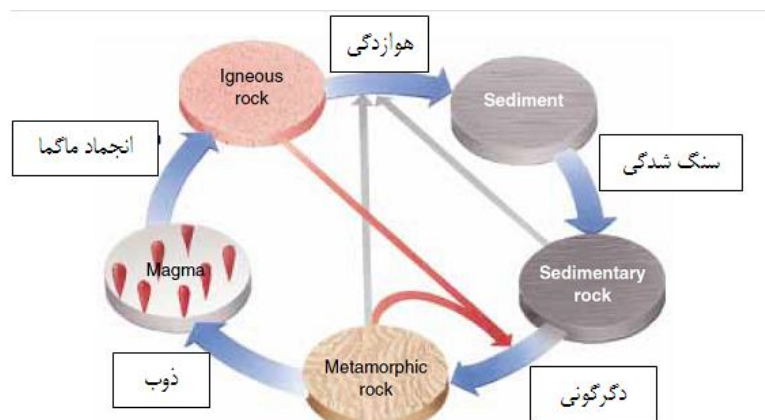 هوازدگی
Igneous
rock
Sediment
انجماد ماگما
سنگ شدگی
Magma
Sedimentary
rock
Metamorphic
rock
ذوب
دگرگونی